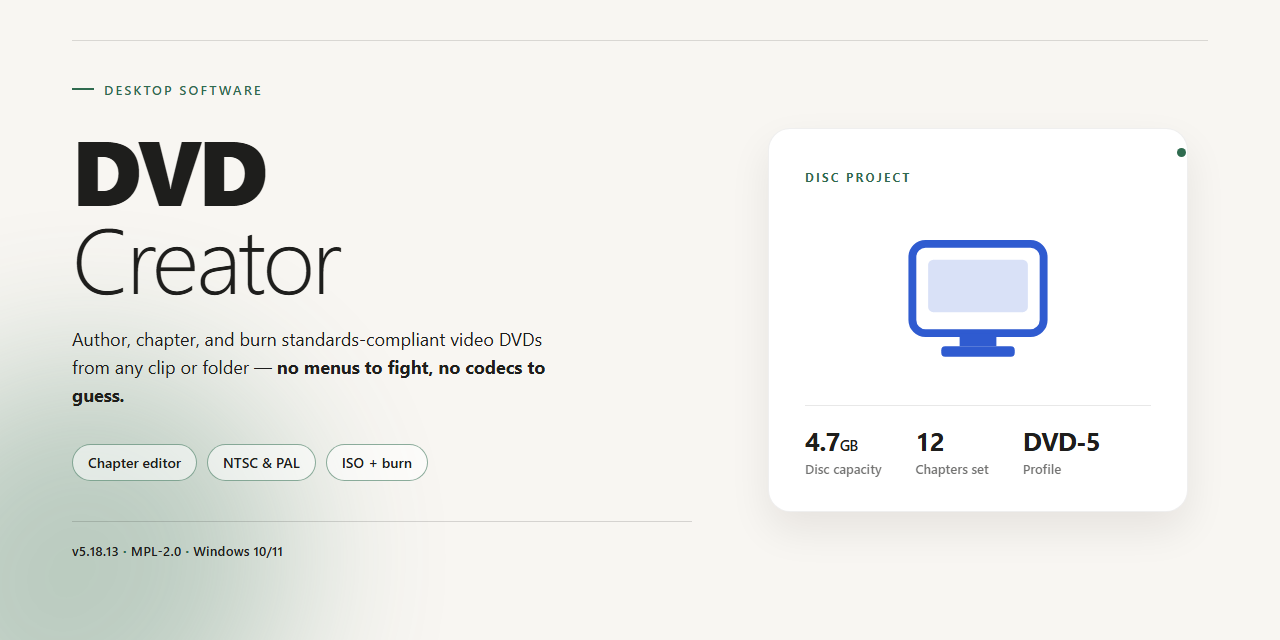 DESKTOP SOFTWARE
DVD
Creator
Author, chapter, and burn standards-compliant video DVDs
from any clip or folder — no menus to fight, no codecs to
guess.
Chapter editor
NTSC & PAL
ISO + burn
v5.18.13 · MPL-2.0 · Windows 10/11
DISC PROJECT
4.7GB
Disc capacity
12
Chapters set
DVD-5
Profile